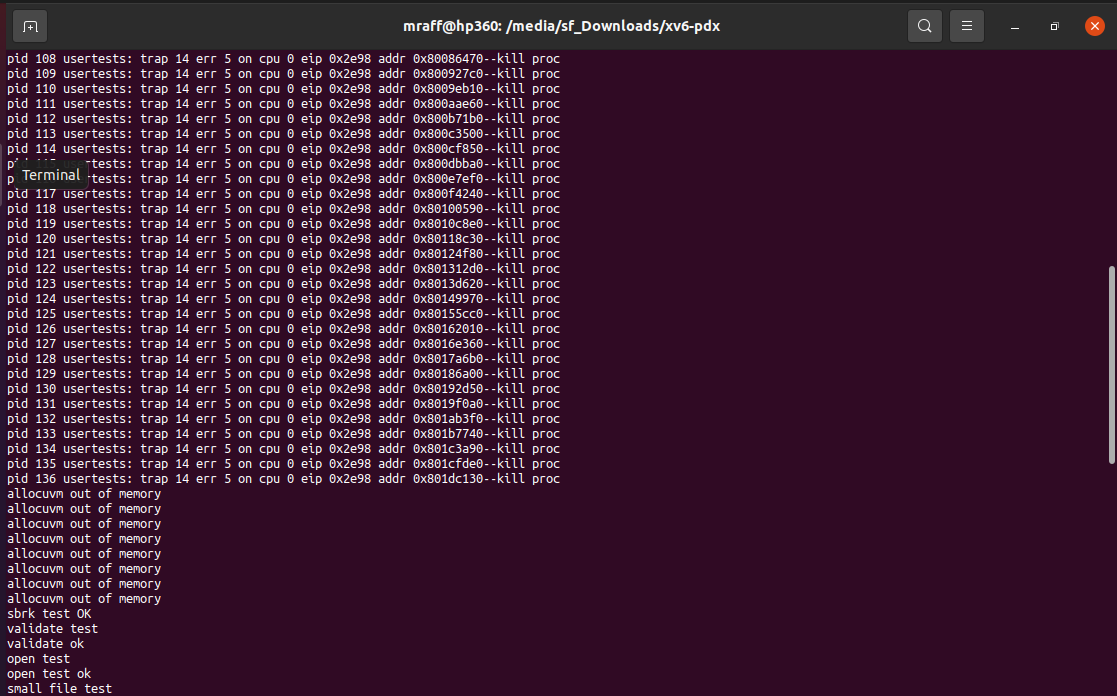 mraff@hp360: /media/sf_Downloads/xv6-pdx
pid 108 usertests: trap 14 err 5 on cpu 0 eip 0x2e98 addr 0x80086470--kill proc
pid 109 usertests: trap 14 err 5 on cpu 0 eip 0x2e98 addr 0x800927c0--kill proc
pid 110 usertests: trap 14 err 5 on cpu 0 eip 0x2e98 addr 0x8009eb10--kill proc
pid 111 usertests: trap 14 err 5 on cpu 0 eip 0x2e98 addr 0x800aae60--kill proc
pid 112 usertests: trap 14 err 5 on cpu 0 eip 0x2e98 addr 0x800b71b0--kill proc
pid 113 usertests: trap 14 err 5 on cpu 0 eip 0x2e98 addr 0x800c3500--kill proc
pid 114 usertests: trap 14 err 5 on cpu 0 eip 0x2e98 addr 0x800cf850--kill proc
pid 115 usertests: trap 14 err 5 on cpu 0 eip 0x2e98 addr 0x800dbba0--kill proc
Terminal
tests: trap 14 err 5 on cpu 0 eip 0x2e98 addr 0x800e7ef0--kill proc
pid 117 usertests: trap 14 err 5 on cpu 0 eip 0x2e98 addr 0x800f4240--kill proc
pid 118 usertests: trap 14 err 5 on cpu 0 eip 0x2e98 addr 0x80100590--kill proc
pid 119 usertests: trap 14 err 5 on cpu 0 eip 0x2e98 addr 0x8010c8e0--kill proc
pid 120 usertests: trap 14 err 5 on cpu 0 eip 0x2e98 addr 0x80118c30--kill proc
pid 121 usertests: trap 14 err 5 on cpu 0 eip 0x2e98 addr 0x80124f80--kill proc
pid 122 usertests: trap 14 err 5 on cpu 0 eip 0x2e98 addr 0x801312d0--kill proc
pid 123 usertests: trap 14 err 5 on cpu 0 eip 0x2e98 addr 0x8013d620--kill proc
pid 124 usertests: trap 14 err 5 on cpu 0 eip 0x2e98 addr 0x80149970--kill proc
pid 125 usertests: trap 14 err 5 on cpu 0 eip 0x2e98 addr 0x80155cc0--kill proc
pid 126 usertests: trap 14 err 5 on cpu 0 eip 0x2e98 addr 0x80162010--kill proc
pid 127 usertests: trap 14 err 5 on cpu 0 eip 0x2e98 addr 0x8016e360--kill proc
pid 128 usertests: trap 14 err 5 on cpu 0 eip 0x2e98 addr 0x8017a6b0--kill proc
pid 129 usertests: trap 14 err 5 on cpu 0 eip 0x2e98 addr 0x80186a00--kill proc
pid 130 usertests: trap 14 err 5 on cpu 0 eip 0x2e98 addr 0x80192d50--kill proc
pid 131 usertests: trap 14 err 5 on cpu 0 eip 0x2e98 addr 0x8019f0a0--kill proc
pid 132 usertests: trap 14 err 5 on cpu 0 eip 0x2e98 addr 0x801ab3f0--kill proc
pid 133 usertests: trap 14 err 5 on cpu 0 eip 0x2e98 addr 0x801b7740--kill proc
pid 134 usertests: trap 14 err 5 on cpu 0 eip 0x2e98 addr 0x801c3a90--kill proc
pid 135 usertests: trap 14 err 5 on cpu 0 eip 0x2e98 addr 0x801cfde0--kill proc
pid 136 usertests: trap 14 err 5 on cpu 0 eip 0x2e98 addr 0x801dc130--kill proc
allocuvm out of memory
allocuvm out of memory
allocuvm out of memory
allocuvm out of memory
allocuvm out of memory
allocuvm out of memory
allocuvm out of memory
allocuvm out of memory
sbrk test OK
validate test
validate ok
open test
open test ok
small file test